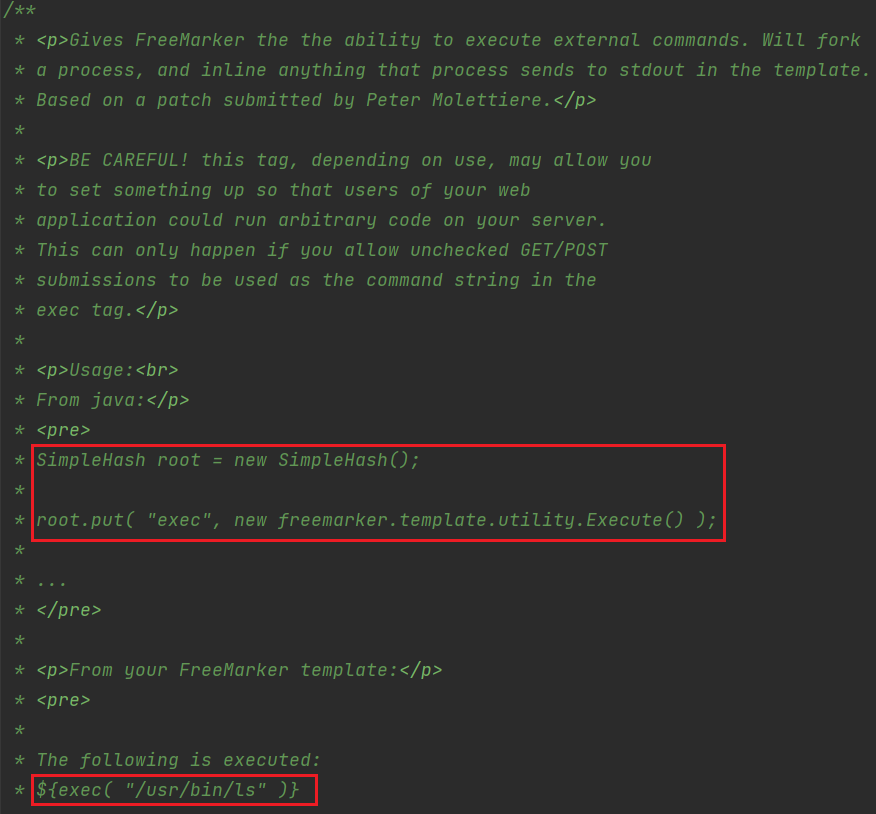 /**
* <p>Gives FreeMarker the the ability to execute external commands. Will fork
* a process, and inline anything that process sends to stdout in the template.
* Based on a patch submitted by Peter Molettiere.</p>
*
* <p>BE CAREFUL! this tag, depending on use, may allow you
* to set something up so that users of your web
* application could run arbitrary code on your server.
* This can only happen if you allow unchecked GET/POST
* submissions to be used as the command string in the
* exec tag.</p>
*
* <p>Usage:<br>
* From java:</p>
* <pre>
* SimpleHash root = new SimpleHash();
*
* root.put( "exec", new freemarker.template.utility.Execute() );
*
* ...
* </pre>
*
* <p>From your FreeMarker template:</p>
* <pre>
*
* The following is executed:
* ${exec( "/usr/bin/ls" )}